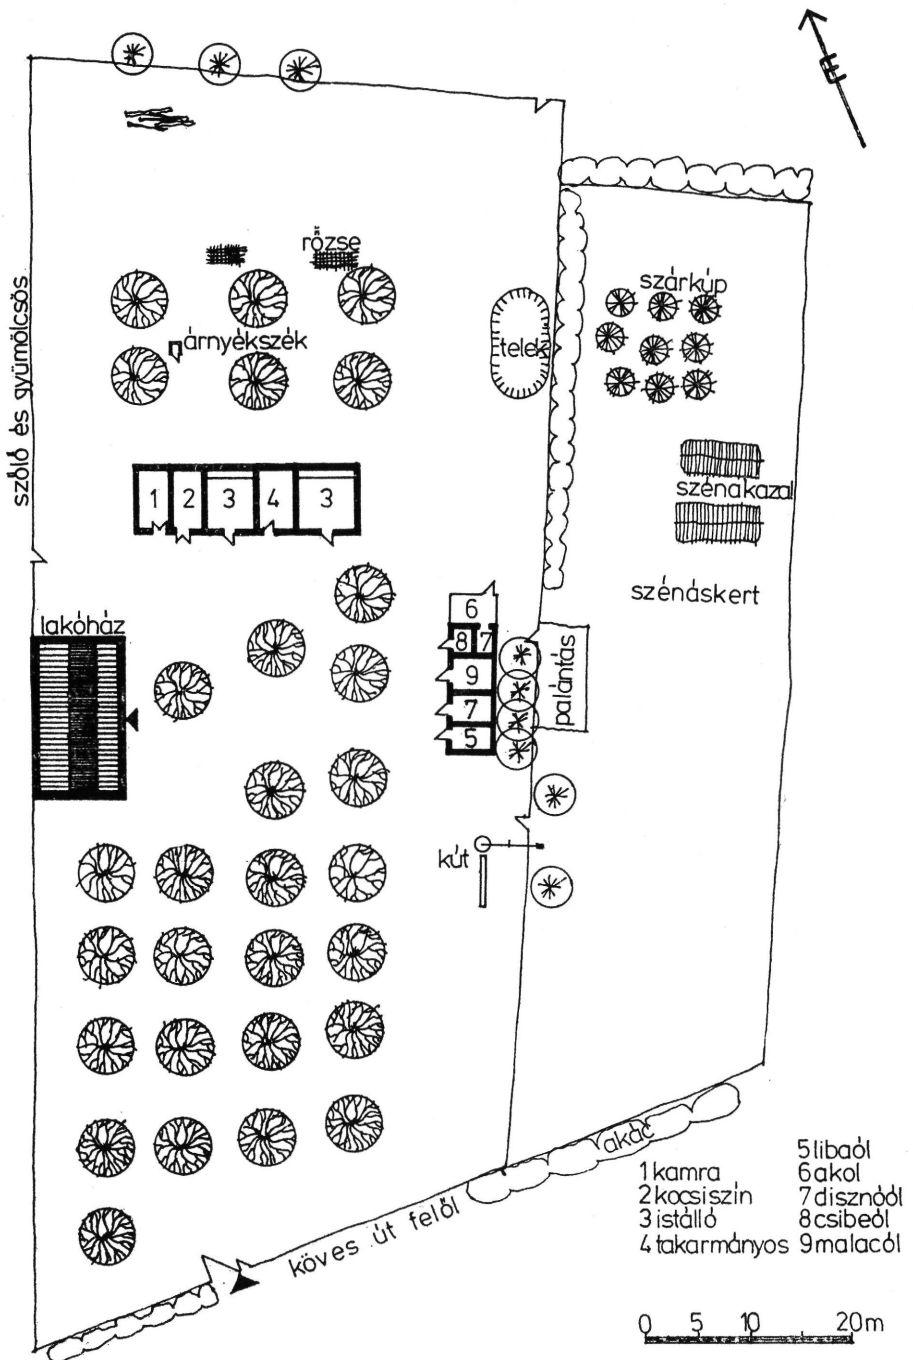 É
rőzse
szárkúp
szőlő és gyümölcsös
árnyékszék
telek
szénakazal
1 2 3 4 3
szénáskert
6
lakóház
8 7
9
palántás
7
5
kút
akác
köves út felől
1 kamra
2 kocsiszín
3 istálló
4 takarmányos
5 libaól
6 akol
7 disznóól
8 csibeól
9 malacól
0 5 10 20m